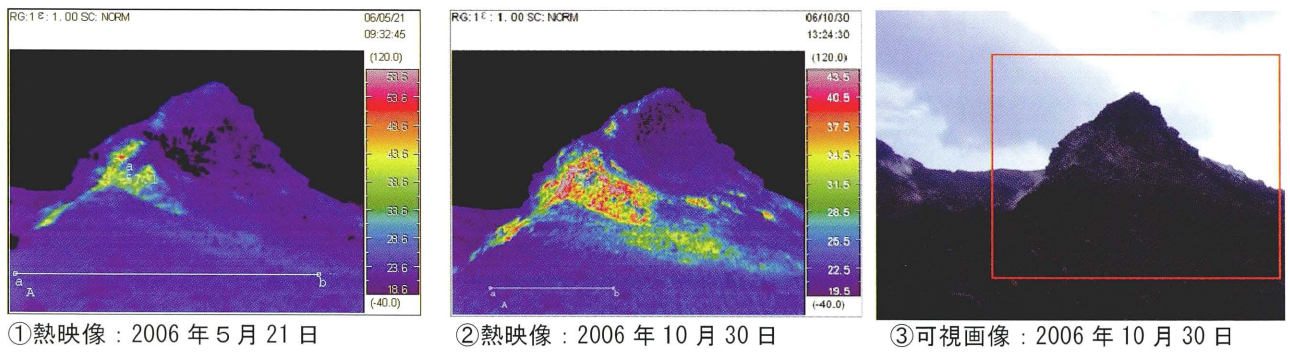 RG:1 ε:1.00 SC:NORM
06/05/21
09:32:45
(120.0)
58.6
53.6
48.6
43.6
38.6
33.6
28.6
23.6
18.6
(-40.0)
a
a
b
A
①熱映像：2006 年 5 月 21 日
RG:1 ε:1.00 SC:NORM
06/10/30
13:24:30
(120.0)
43.5
40.5
37.5
34.5
31.5
28.5
25.5
22.5
19.5
(-40.0)
a
b
A
②熱映像：2006 年 10 月 30 日
③可視画像：2006 年 10 月 30 日